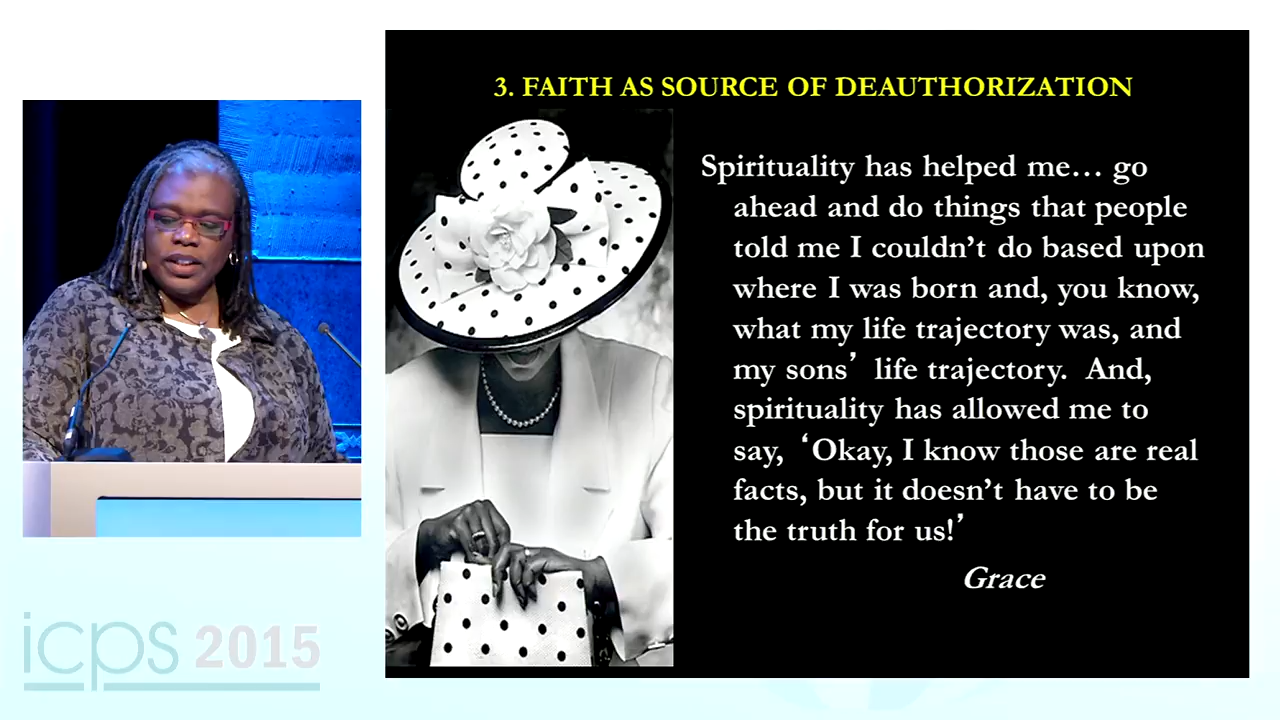 3. FAITH AS SOURCE OF DEAUTHORIZATION
Spirituality has helped me… go
ahead and do things that people
told me I couldn’t do based upon
where I was born and, you know,
what my life trajectory was, and
my sons’ life trajectory. And,
spirituality has allowed me to
say, ‘Okay, I know those are real
facts, but it doesn’t have to be
the truth for us!’
Grace
icps 2015